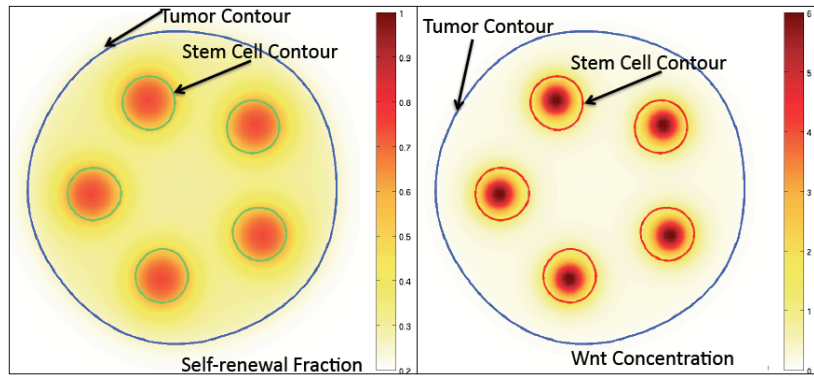 Tumor Contour
Stem Cell Contour
Self-renewal Fraction
1
0.9
0.8
0.7
0.6
0.5
0.4
0.3
0.2
Tumor Contour
Stem Cell Contour
Wnt Concentration
6
5
4
3
2
1
0